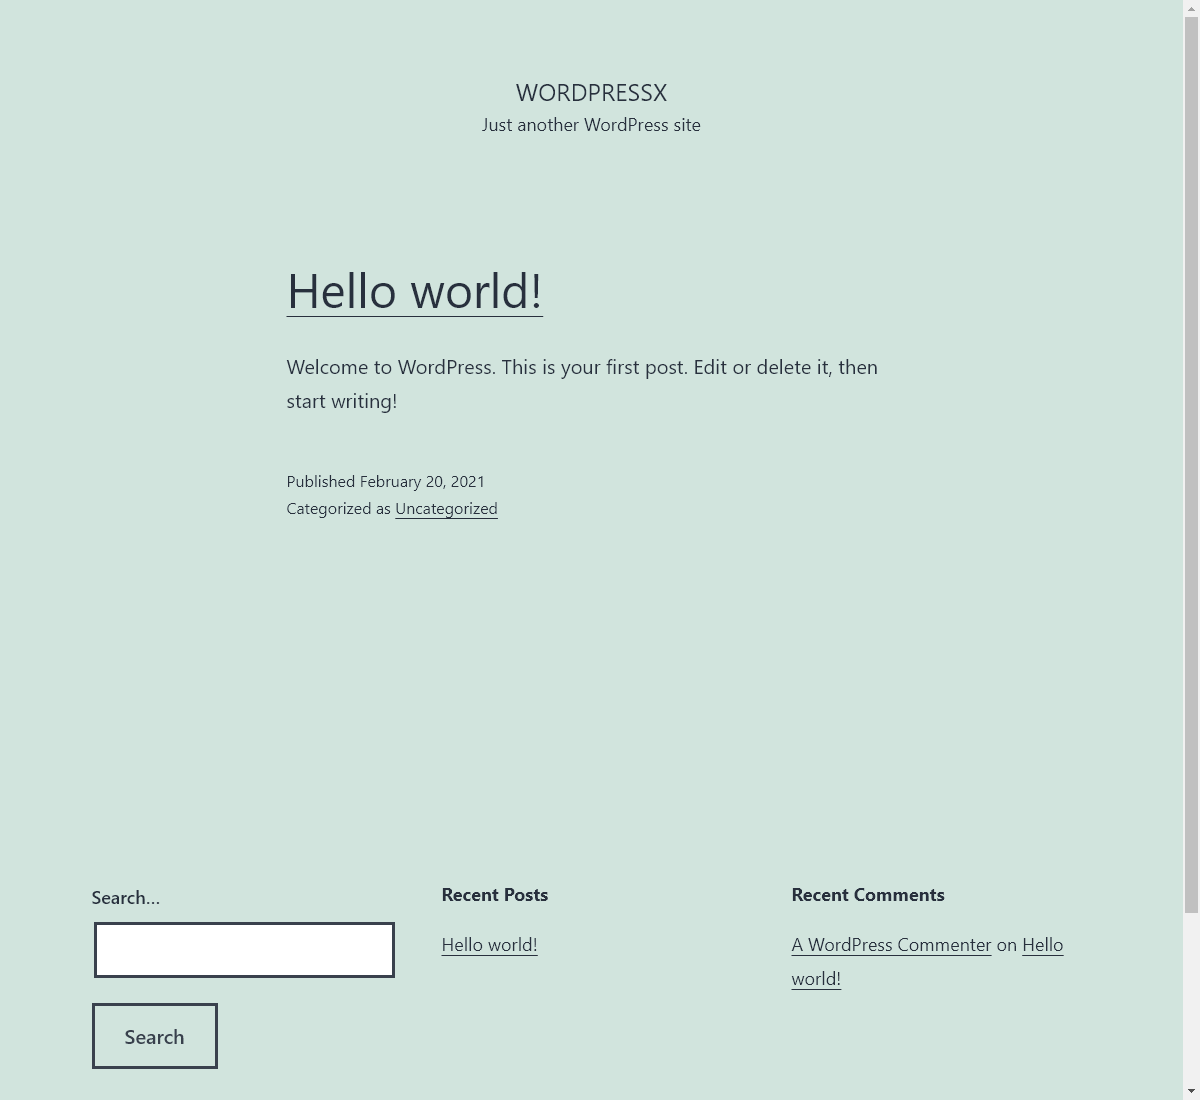 WORDPRESSX
Just another WordPress site
Hello world!
Welcome to WordPress. This is your first post. Edit or delete it, then
start writing!
Published February 20, 2021
Categorized as Uncategorized
Search…
Search
Recent Posts
Hello world!
Recent Comments
A WordPress Commenter on Hello
world!